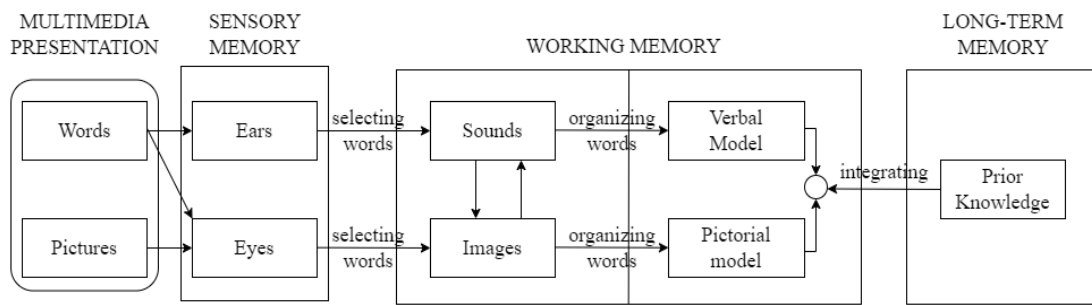 MULTIMEDIA
PRESENTATION
SENSORY
MEMORY
WORKING MEMORY
LONG-TERM
MEMORY
Words
Ears
selecting
words
Sounds
organizing
words
Verbal
Model
integrating
Prior
Knowledge
Pictures
Eyes
selecting
words
Images
organizing
words
Pictorial
model